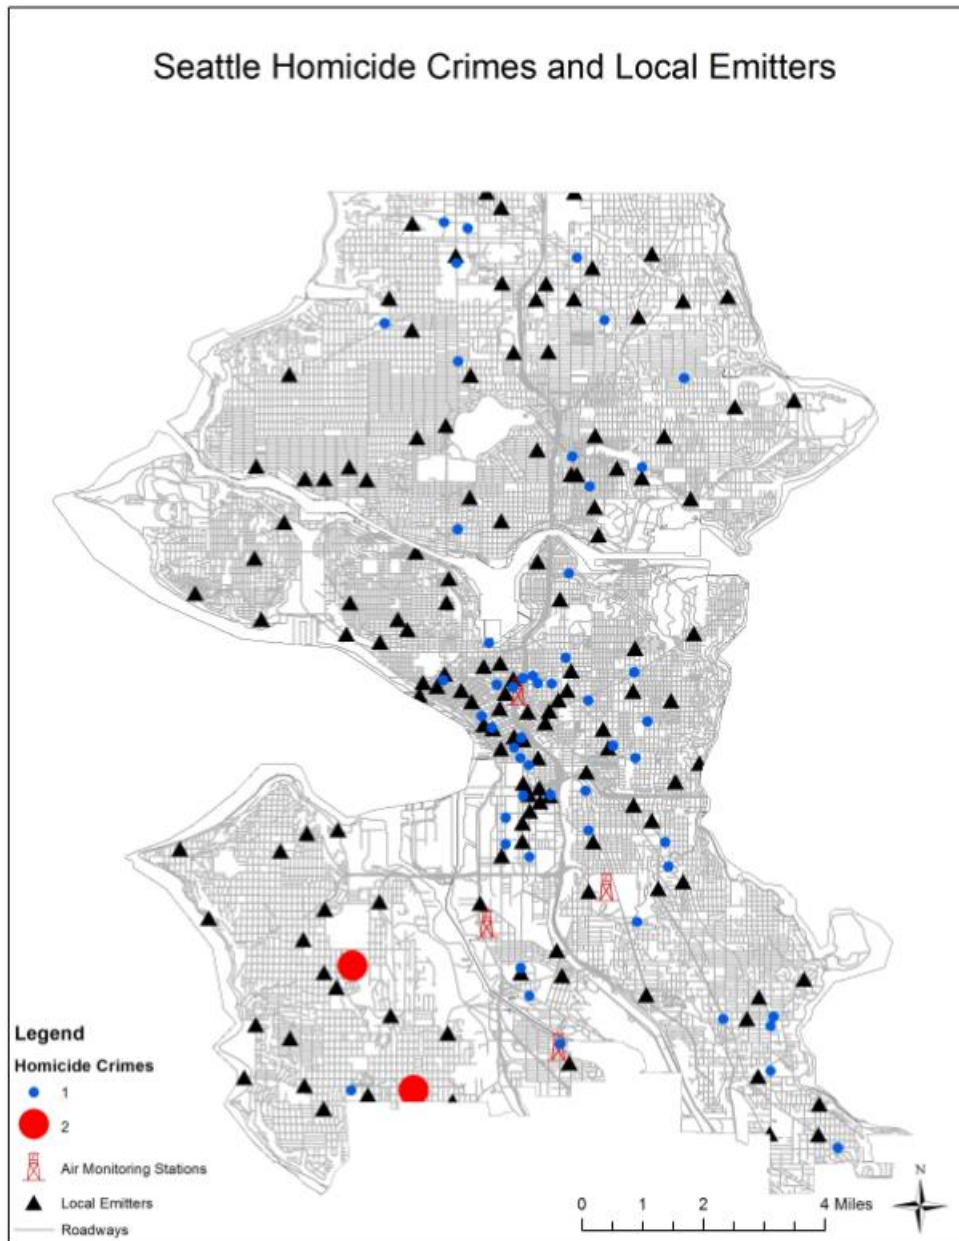 Seattle Homicide Crimes and Local Emitters
Legend
Homicide Crimes
1
2
Air Monitoring Stations
Local Emitters
Roadways
N
0 1 2 4 Miles